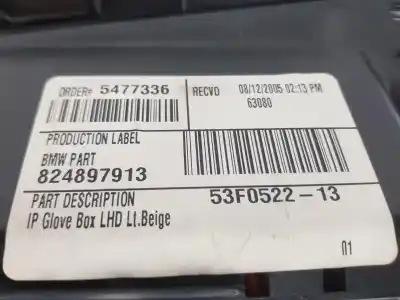 ORDER# 5477336
RECVD 08/12/2005 02:13 PM
63080
PRODUCTION LABEL
BMW PART
824897913
53F0522-13
PART DESCRIPTION
IP Glove Box LHD Lt.Beige
01